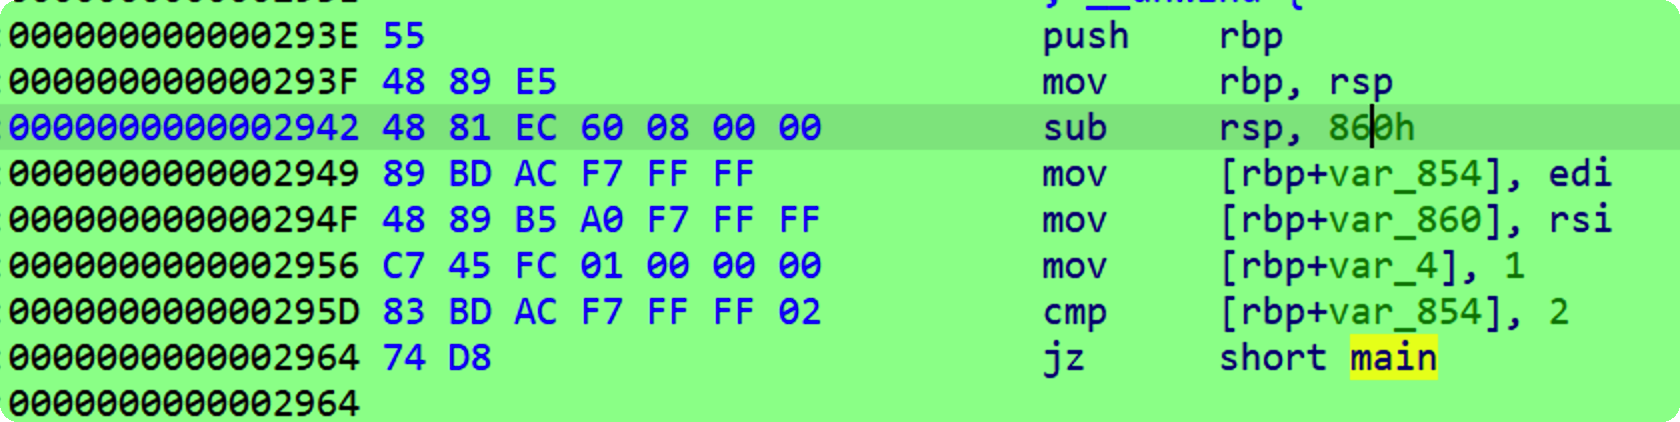 :000000000000293E 55 push rbp
:000000000000293F 48 89 E5 mov rbp, rsp
:0000000000002942 48 81 EC 60 08 00 00 sub rsp, 860h
:0000000000002949 89 BD AC F7 FF FF mov [rbp+var_854], edi
:000000000000294F 48 89 B5 A0 F7 FF FF mov [rbp+var_860], rsi
:0000000000002956 C7 45 FC 01 00 00 00 mov [rbp+var_4], 1
:000000000000295D 83 BD AC F7 FF FF 02 cmp [rbp+var_854], 2
:0000000000002964 74 D8 jz short main
:0000000000002964